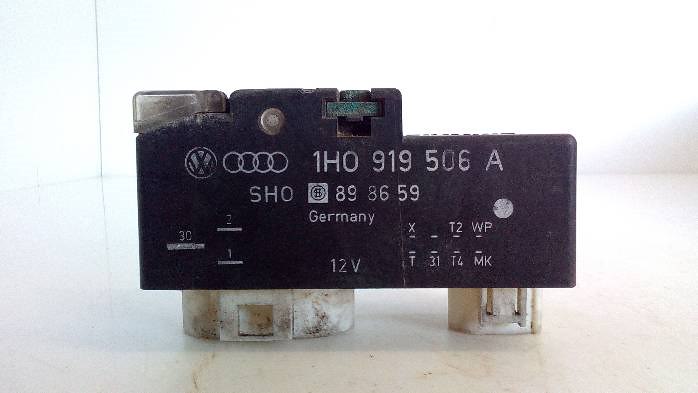 1H0 919 506 A
SHO 89 86 59
Germany
2
30
1
12V
X T2 WP
T 31 T4 MK